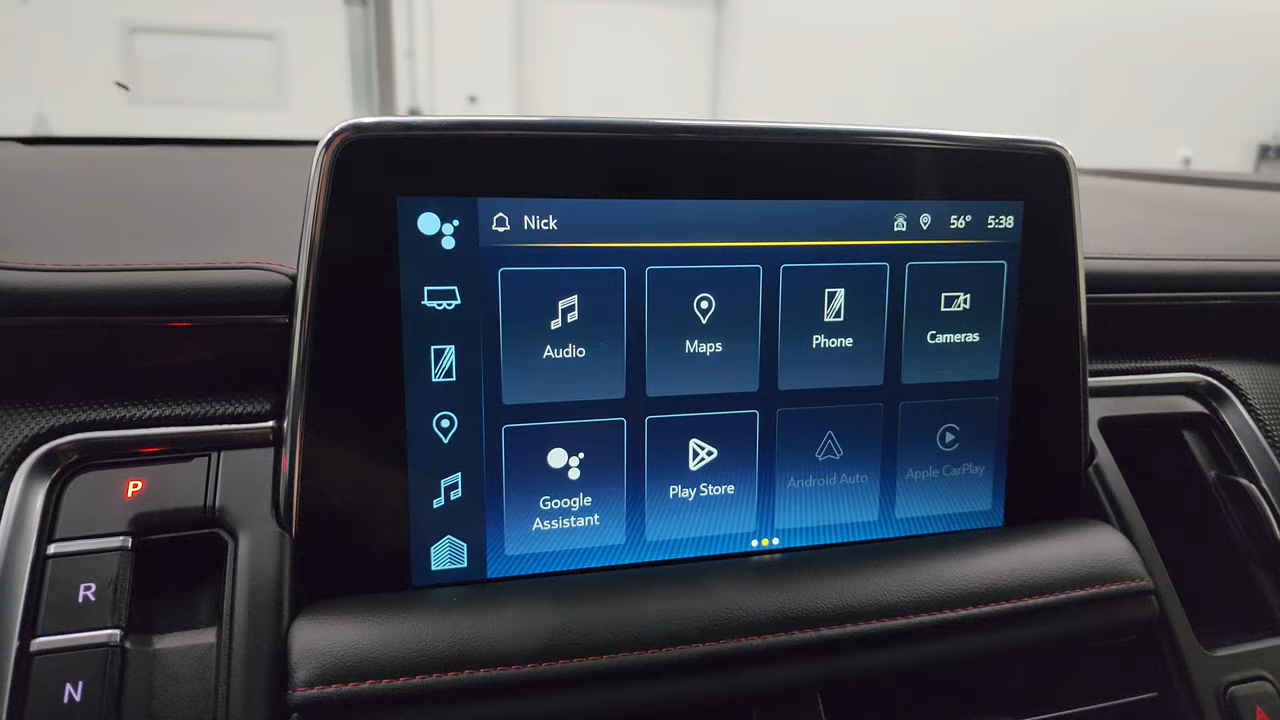 Nick
56° 5:38
Audio
Maps
Phone
Cameras
Google
Assistant
Play Store
Android Auto
Apple CarPlay
P
R
N